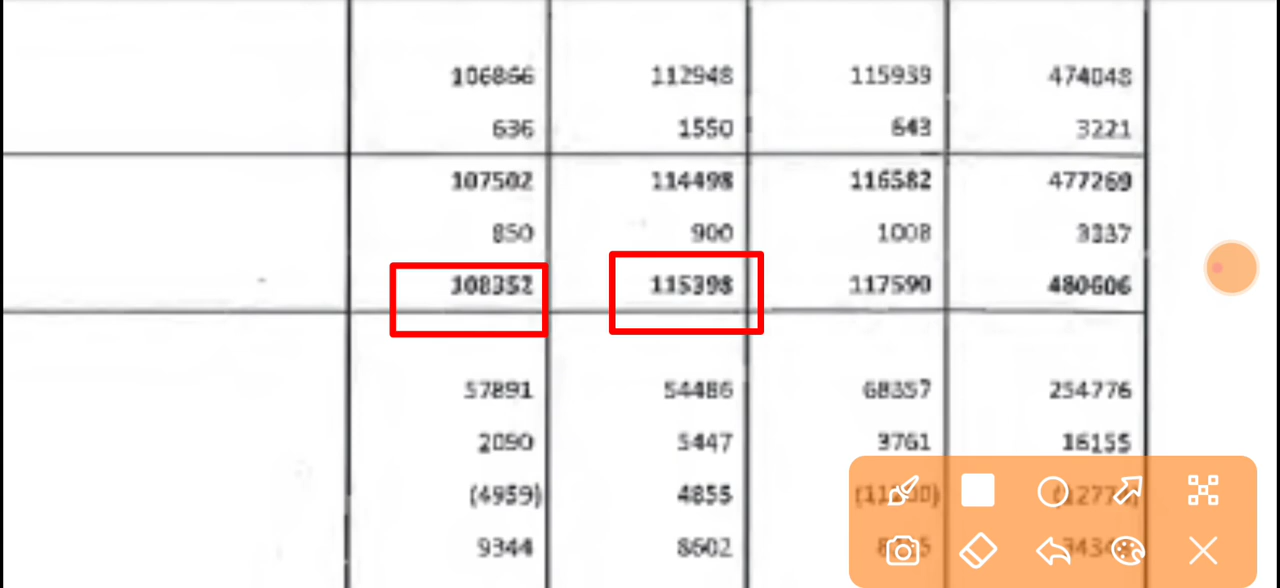 106866 112948 115939 474048
636 1550 643 3221
107502 114498 116582 477269
850 900 1008 3337
108352 115398 117590 480606
57891 54486 68357 254776
2090 5447 3761 16155
(4959) 4855
9344 8602